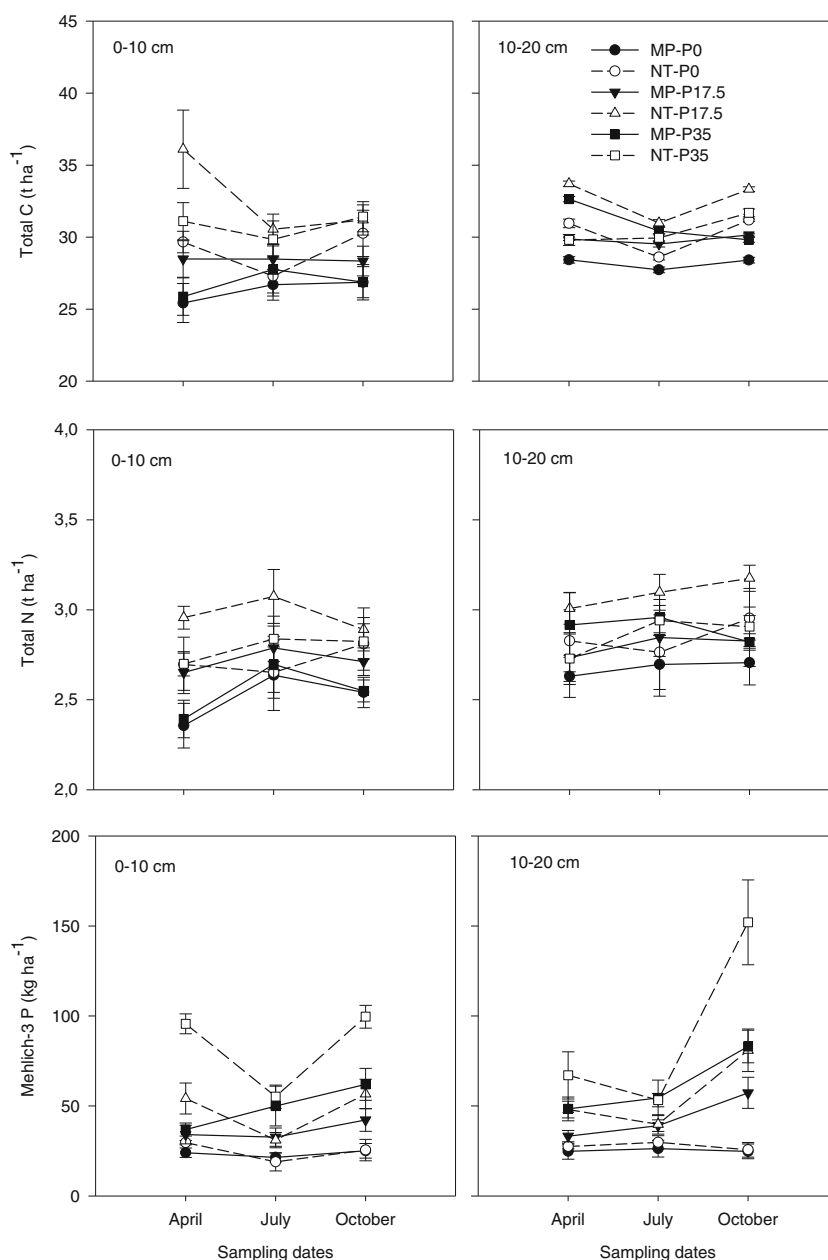 0-10 cm
10-20 cm
MP-P0
NT-P0
MP-P17.5
NT-P17.5
MP-P35
NT-P35
Total C (t ha-1)
45
40
35
30
25
20
0-10 cm
10-20 cm
Total N (t ha-1)
4,0
3,5
3,0
2,5
2,0
0-10 cm
10-20 cm
Mehlich-3 P (kg ha-1)
200
150
100
50
0
April July October
April July October
Sampling dates
Sampling dates